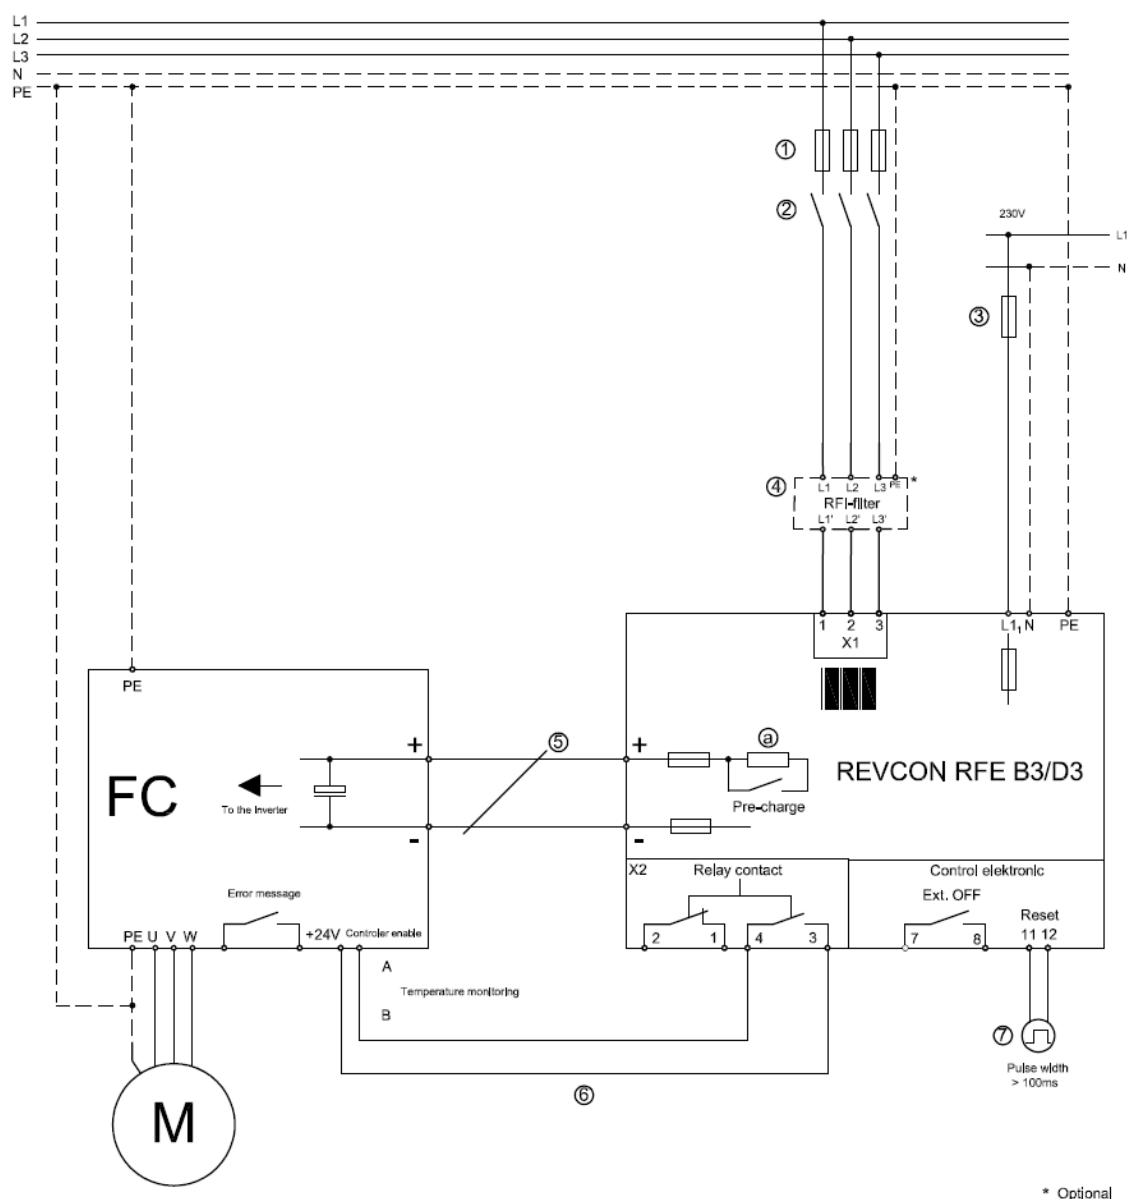 L1
L2
L3
N
PE
①
②
230V
L1
N
③
④
L1 L2 L3 PE *
RFI-filter
L1' L2' L3'
1 2 3
X1
L1₁ N PE
PE
FC
To the Inverter
+
-
⑤
+
-
ⓐ
Pre-charge
REVCON RFE B3/D3
X2
Relay contact
2 1 4 3
Control elektronic
Ext. OFF
7 8
Reset
11 12
Error message
PE U V W
+24V Controler enable
A
Temperature monitoring
B
⑥
⑦
Pulse width
> 100ms
M
* Optional